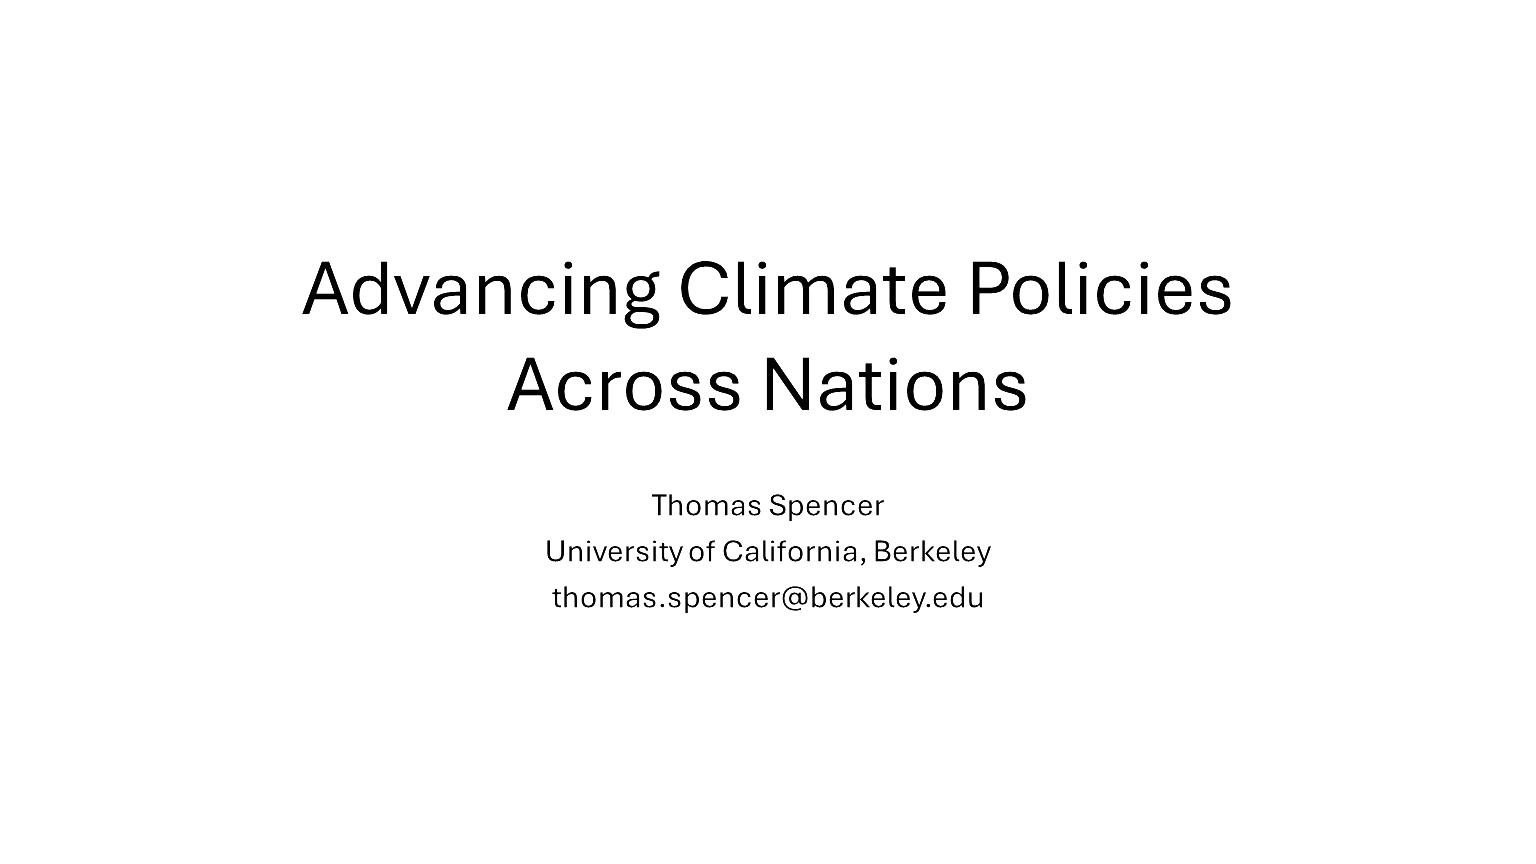 Advancing Climate Policies
Across Nations
Thomas Spencer
University of California, Berkeley
thomas.spencer@berkeley.edu